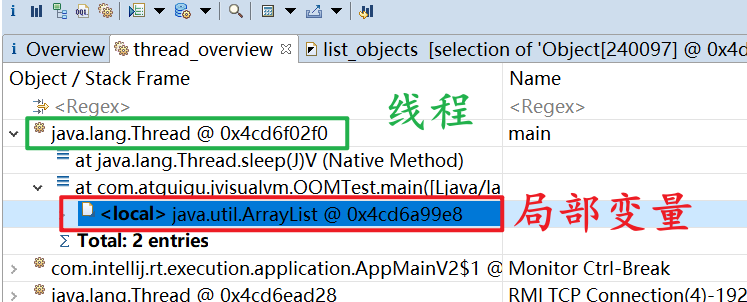 OQL
i Overview thread_overview list_objects [selection of 'Object[240097] @ 0x4c
Object / Stack Frame Name
<Regex> <Regex>
java.lang.Thread @ 0x4cd6f02f0 main
线程
at java.lang.Thread.sleep(J)V (Native Method)
at com.atguigu.jvisualvm.OOMTest.main([Ljava/la
<local> java.util.ArrayList @ 0x4cd6a99e8
局部变量
Σ Total: 2 entries
com.intellij.rt.execution.application.AppMainV2$1 @ Monitor Ctrl-Break
java.lang.Thread @ 0x4cd6ead28 RMI TCP Connection(4)-192